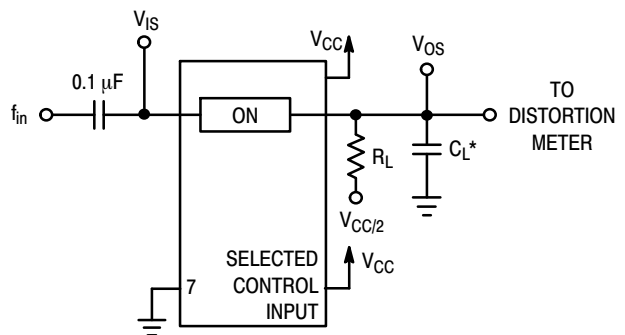 V_IS
V_CC
V_OS
0.1 μF
f_in
ON
TO
DISTORTION
METER
R_L
C_L*
V_CC/2
7
SELECTED
CONTROL
INPUT
V_CC